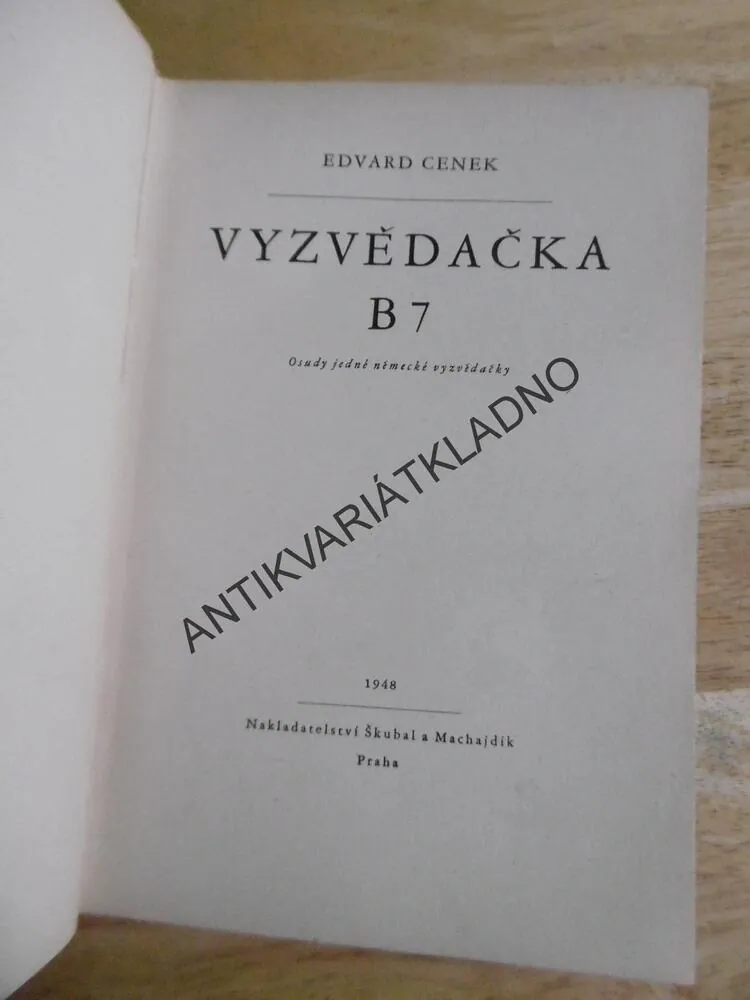 EDVARD CENEK
VYZVĚDAČKA
B 7
Osudy jedné německé vyzvědačky
ANTIKVARIÁTKLADNO
1948
Nakladatelství Škubal a Machajdík
Praha